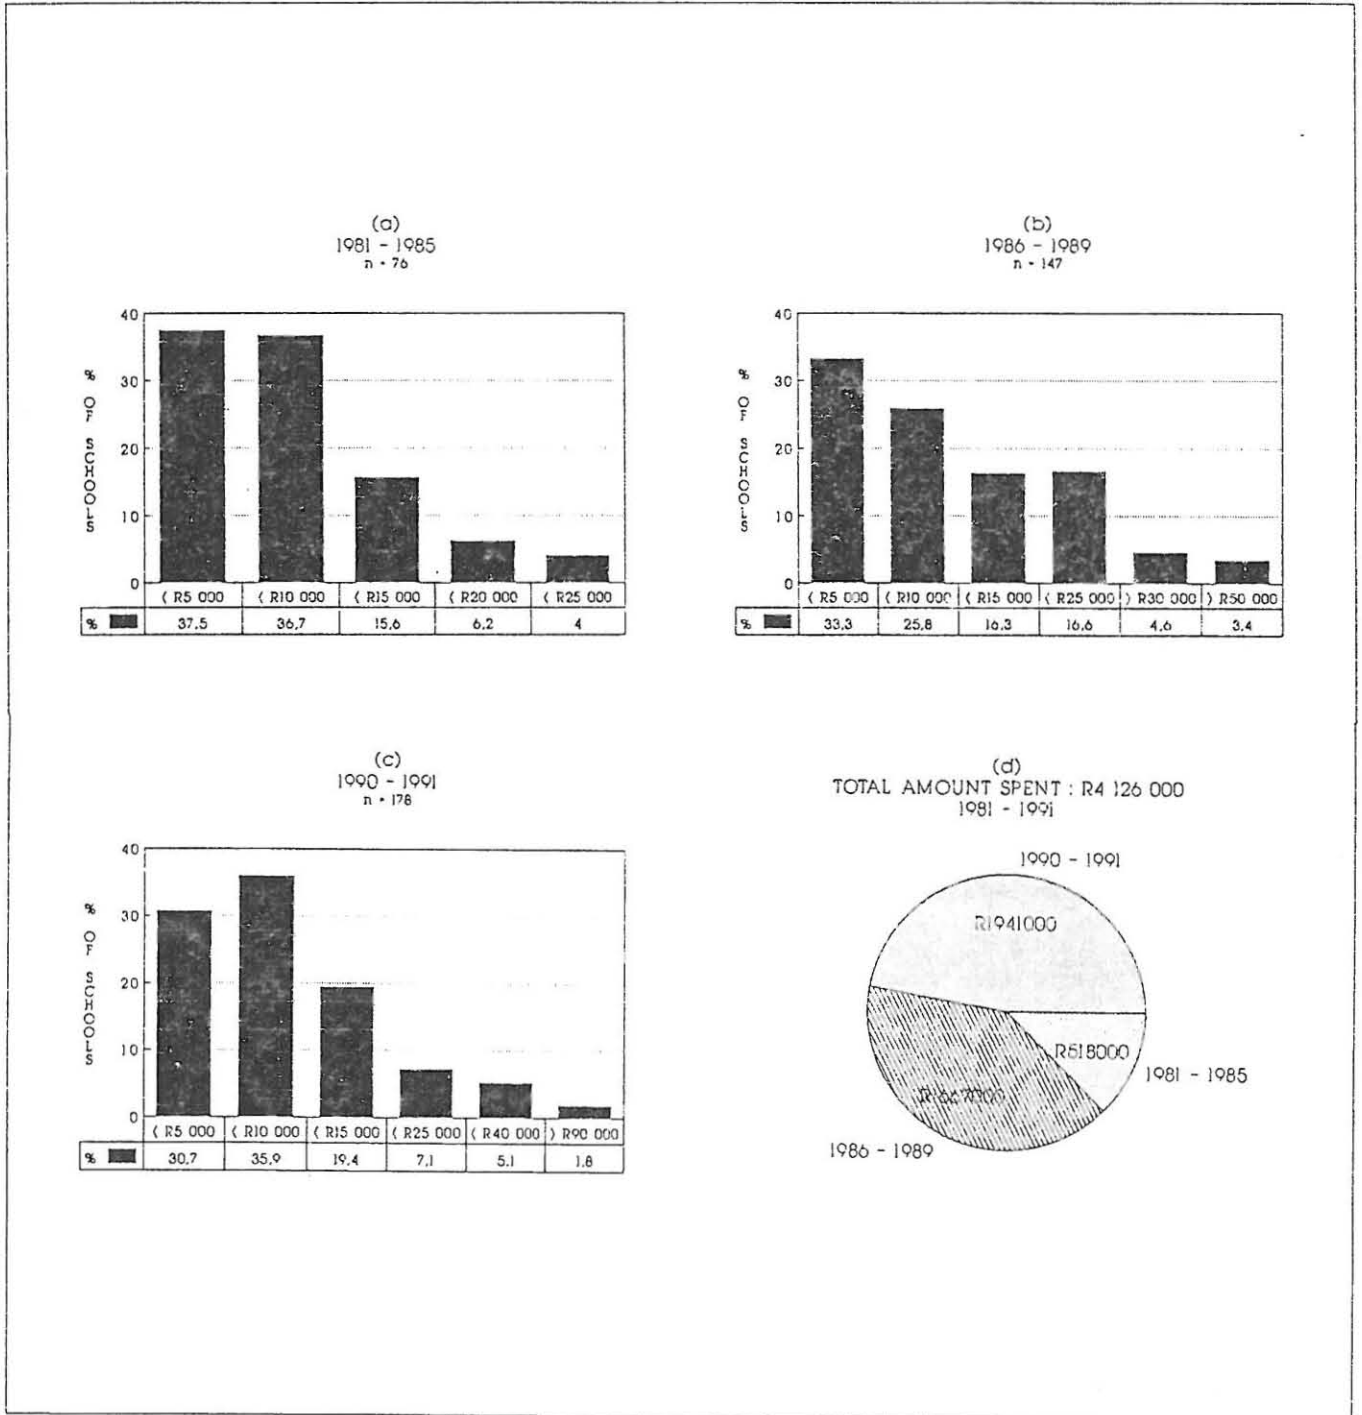 (a)
1981 - 1985
n - 76
% OF SCHOOLS
40
30
20
10
0
< R5 000 < R10 000 < R15 000 < R20 000 < R25 000
% 37,5 36,7 15,6 6,2 4
(b)
1986 - 1989
n - 147
% OF SCHOOLS
40
30
20
10
0
< R5 000 < R10 000 < R15 000 < R25 000 > R30 000 > R50 000
% 33,3 25,8 16,3 16,6 4,6 3,4
(c)
1990 - 1991
n - 178
% OF SCHOOLS
40
30
20
10
0
< R5 000 < R10 000 < R15 000 < R25 000 < R40 000 > R90 000
% 30,7 35,9 19,4 7,1 5,1 1,8
(d)
TOTAL AMOUNT SPENT : R4 126 000
1981 - 1991
1990 - 1991
R1941000
R518000
1981 - 1985
R1667000
1986 - 1989